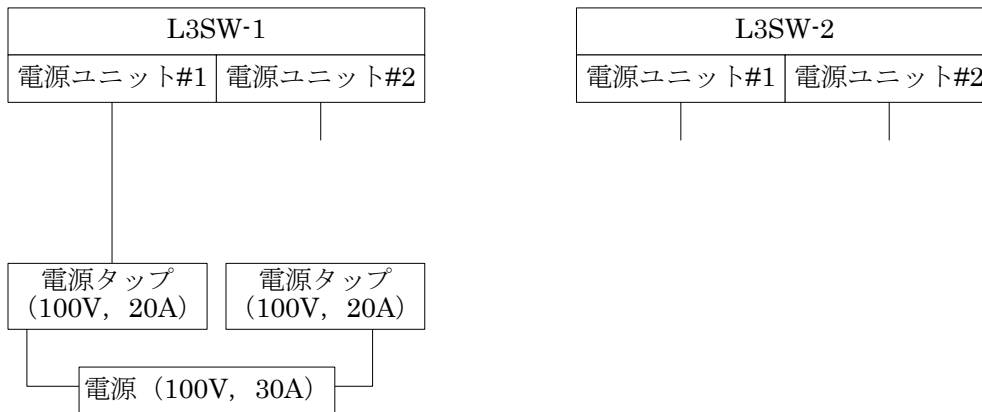 L3SW-1
電源ユニット#1 電源ユニット#2
L3SW-2
電源ユニット#1 電源ユニット#2
電源タップ
(100V, 20A)
電源タップ
(100V, 20A)
電源 (100V, 30A)